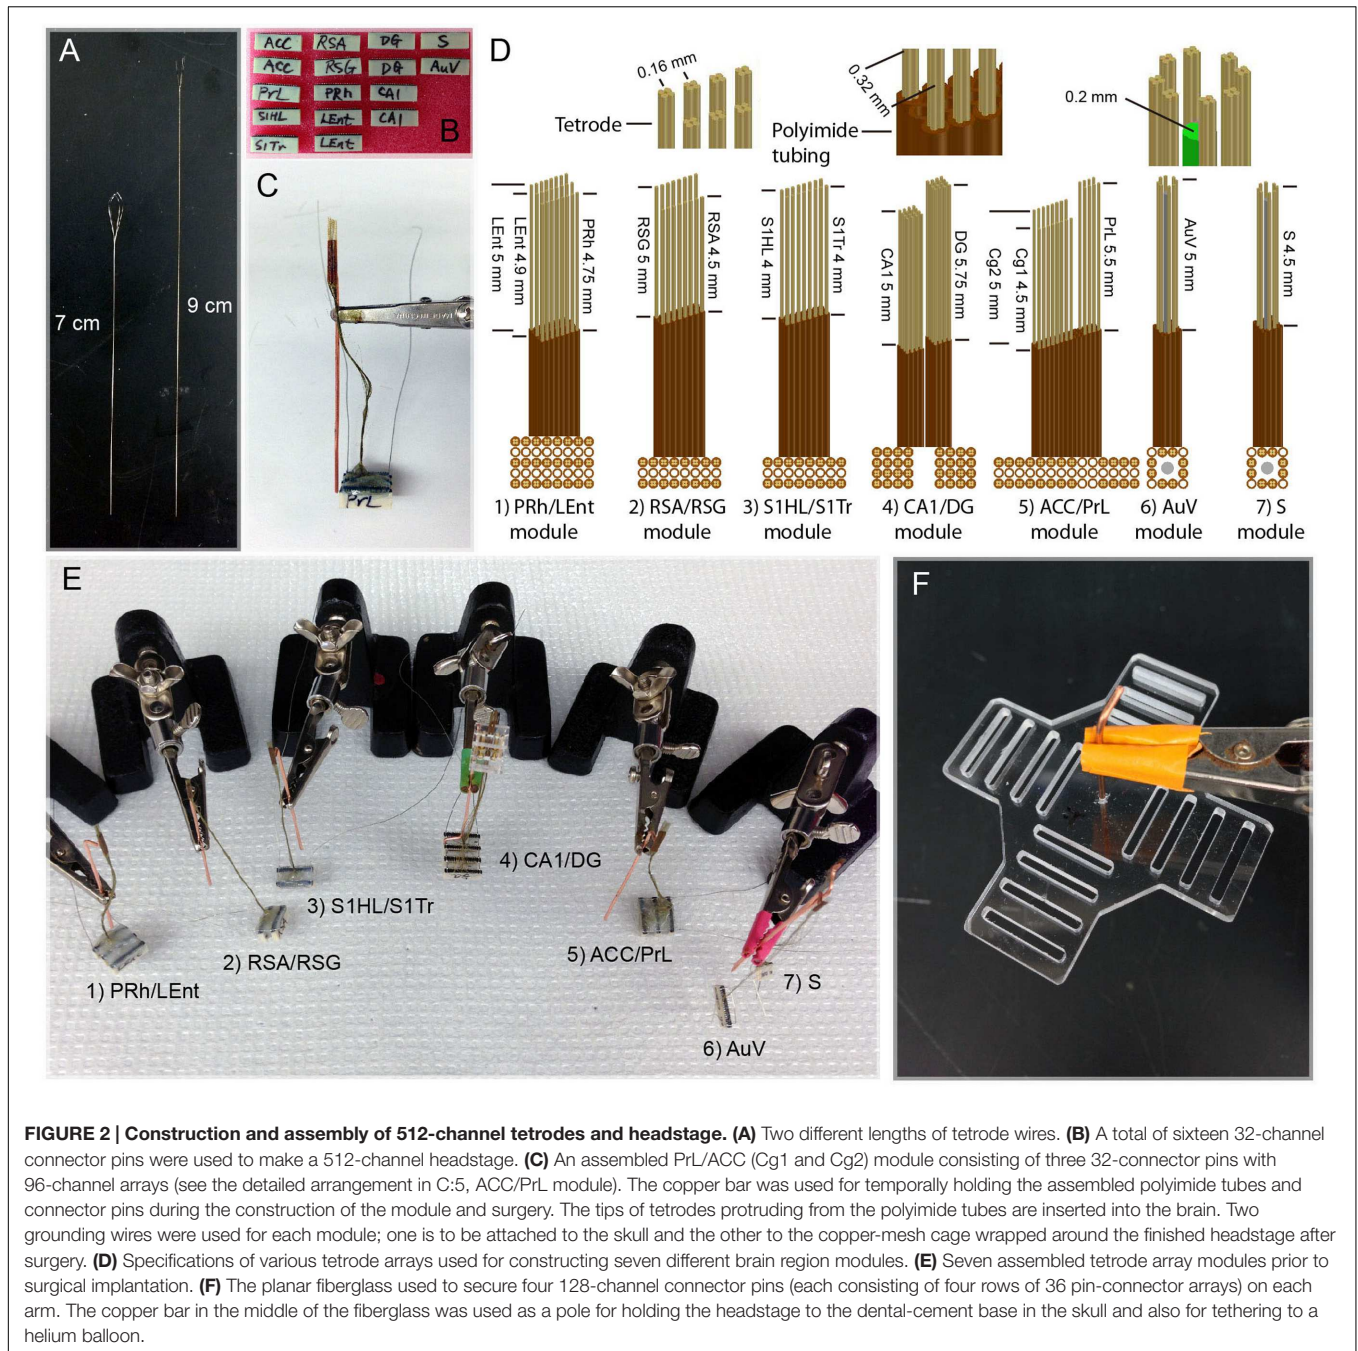 A
7 cm
9 cm
ACC RSA DG S
ACC RSG DG AuV
PrL PRh CA1
S1HL LEnt CA1
S1Tr LEnt
B
C
PrL
D
0.16 mm
Tetrode
0.32 mm
Polyimide
tubing
0.2 mm
LEnt 5 mm
LEnt 4.9 mm
PRh 4.75 mm
RSG 5 mm
RSA 4.5 mm
S1HL 4 mm
S1Tr 4 mm
CA1 5 mm
DG 5.75 mm
Cg2 5 mm
Cg1 4.5 mm
PrL 5.5 mm
AuV 5 mm
S 4.5 mm
1) PRh/LEnt
module
2) RSA/RSG
module
3) S1HL/S1Tr
module
4) CA1/DG
module
5) ACC/PrL
module
6) AuV
module
7) S
module
E
1) PRh/LEnt
2) RSA/RSG
3) S1HL/S1Tr
4) CA1/DG
5) ACC/PrL
6) AuV
7) S
F
FIGURE 2 | Construction and assembly of 512-channel tetrodes and headstage. (A) Two different lengths of tetrode wires. (B) A total of sixteen 32-channel
connector pins were used to make a 512-channel headstage. (C) An assembled PrL/ACC (Cg1 and Cg2) module consisting of three 32-connector pins with
96-channel arrays (see the detailed arrangement in C:5, ACC/PrL module). The copper bar was used for temporally holding the assembled polyimide tubes and
connector pins during the construction of the module and surgery. The tips of tetrodes protruding from the polyimide tubes are inserted into the brain. Two
grounding wires were used for each module; one is to be attached to the skull and the other to the copper-mesh cage wrapped around the finished headstage after
surgery. (D) Specifications of various tetrode arrays used for constructing seven different brain region modules. (E) Seven assembled tetrode array modules prior to
surgical implantation. (F) The planar fiberglass used to secure four 128-channel connector pins (each consisting of four rows of 36 pin-connector arrays) on each
arm. The copper bar in the middle of the fiberglass was used as a pole for holding the headstage to the dental-cement base in the skull and also for tethering to a
helium balloon.